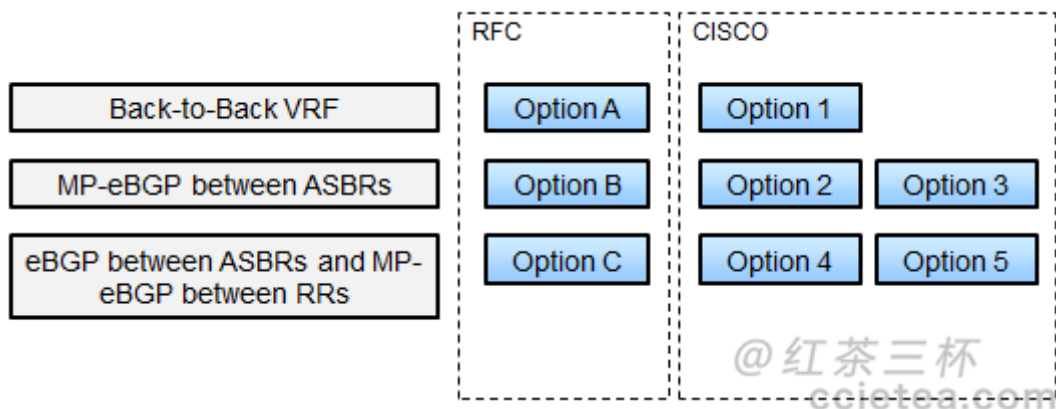 RFC
CISCO
Back-to-Back VRF
Option A
Option 1
MP-eBGP between ASBRs
Option B
Option 2
Option 3
eBGP between ASBRs and MP-
eBGP between RRs
Option C
Option 4
Option 5
@红茶三杯
ccietea.com